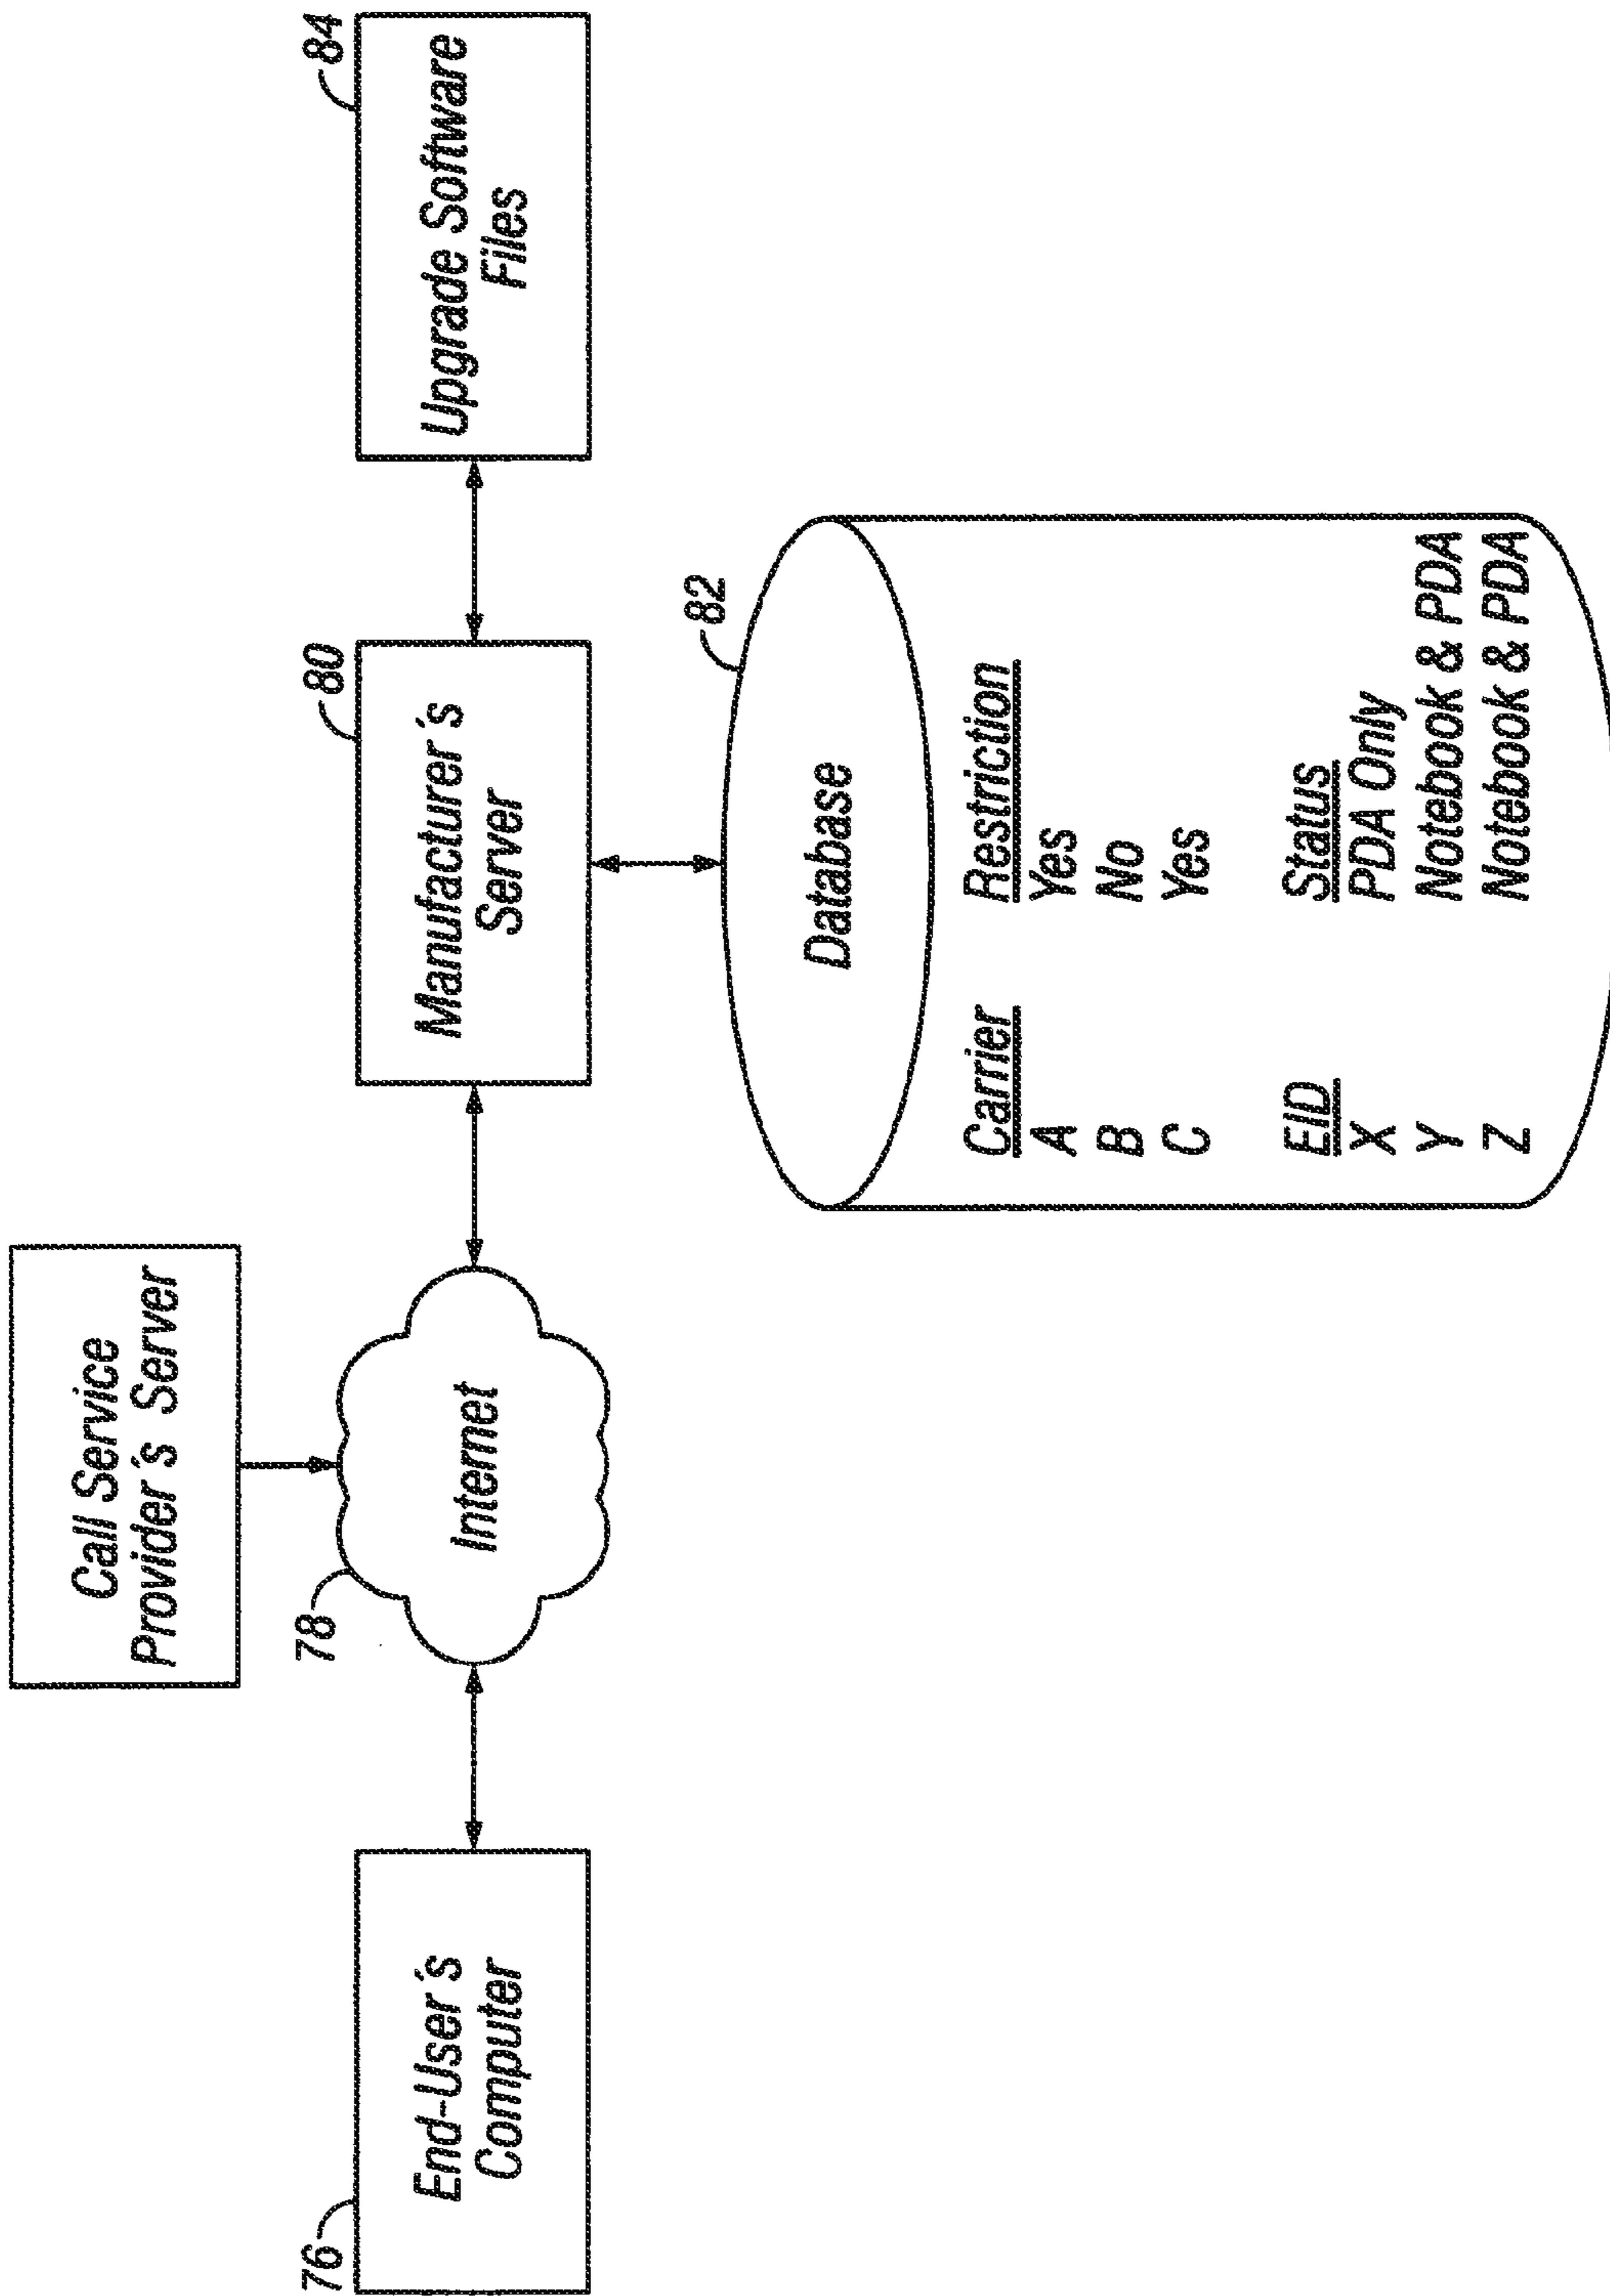 Call Service
Provider´s Server
76
End-User´s
Computer
78
Internet
80
Manufacturer´s
Server
84
Upgrade Software
Files
82
Database
Carrier Restriction
A Yes
B No
C Yes
EID Status
X PDA Only
Y Notebook & PDA
Z Notebook & PDA